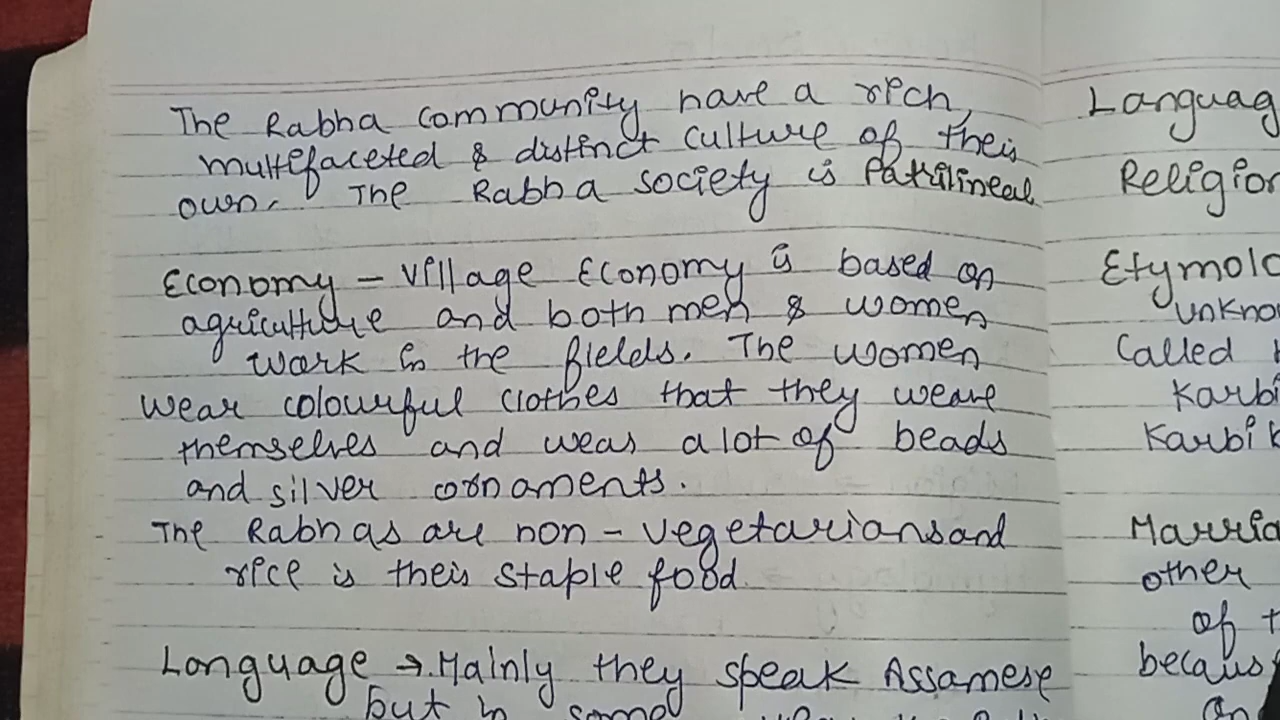 The Rabha Community have a rich,
multifaceted & distinct culture of their
own. The Rabha society is Patrilineal
Economy - Village Economy is based on
agriculture and both men & women
work in the fields. The women
wear colourful clothes that they weave
themselves and wear a lot of beads
and silver ornaments.
The Rabhas are non-vegetarians and
rice is their staple food.
Language → Mainly they speak Assamese
but in some
Languag
Religion
Etymolo
unkno
Called
Karbi
Karbi k
Marria
other
of t
becaus